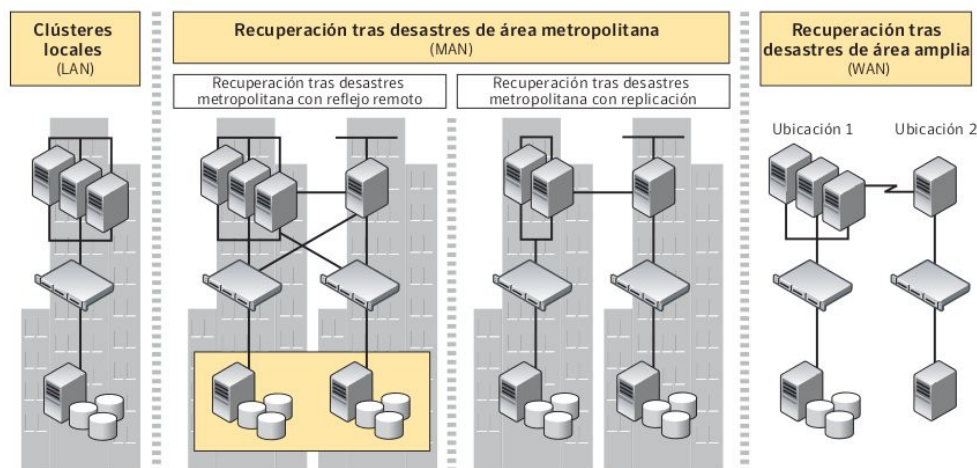 Clústeres
locales
(LAN)
Recuperación tras desastres de área metropolitana
(MAN)
Recuperación tras
desastres de área amplia
(WAN)
Recuperación tras desastres
metropolitana con reflejo remoto
Recuperación tras desastres
metropolitana con replicación
Ubicación 1
Ubicación 2